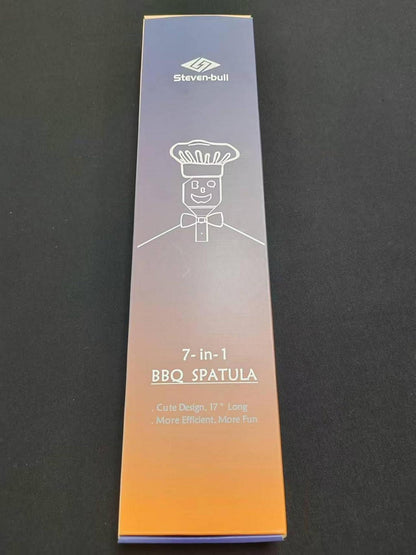 Steven-bull
7-in-1
BBQ SPATULA
. Cute Design, 17" Long
. More Efficient, More Fun